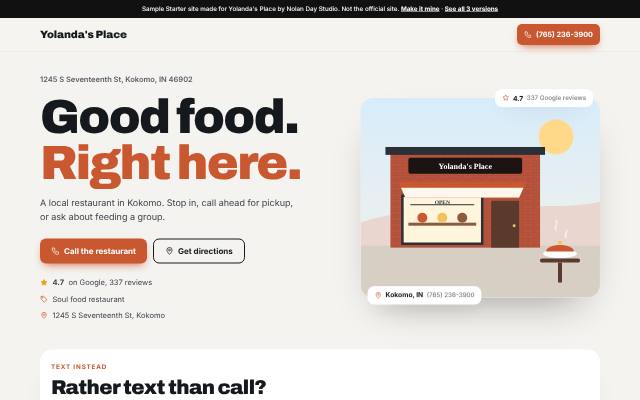 Sample Starter site made for Yolanda's Place by Nolan Day Studio. Not the official site. Make it mine · See all 3 versions
Yolanda's Place
(765) 236-3900
1245 S Seventeenth St, Kokomo, IN 46902
Good food.
Right here.
A local restaurant in Kokomo. Stop in, call ahead for pickup,
or ask about feeding a group.
Call the restaurant
Get directions
4.7 on Google, 337 reviews
Soul food restaurant
1245 S Seventeenth St, Kokomo
4.7 337 Google reviews
Yolanda's Place
OPEN
Kokomo, IN (765) 236-3900
TEXT INSTEAD
Rather text than call?